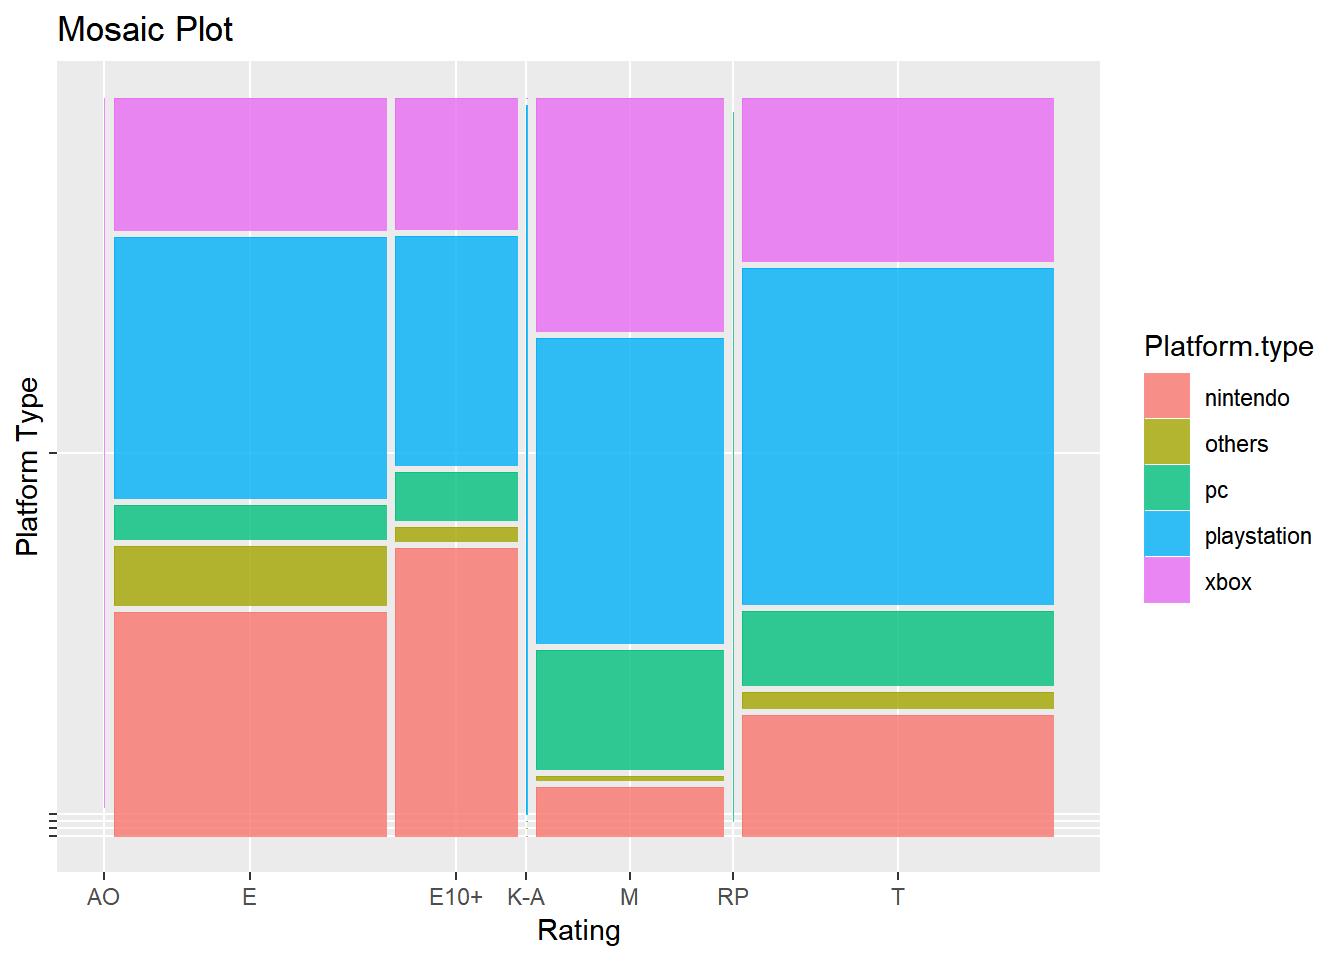 Mosaic Plot
Platform Type
Platform.type
nintendo
others
pc
playstation
xbox
AO E E10+ K-A M RP T
Rating